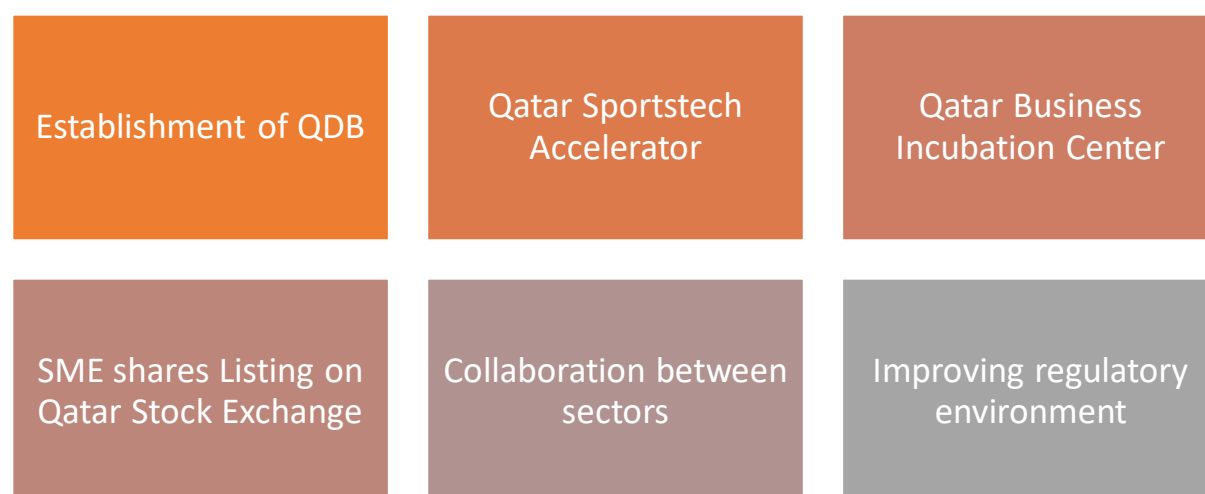 Establishment of QDB
Qatar Sportstech
Accelerator
Qatar Business
Incubation Center
SME shares Listing on
Qatar Stock Exchange
Collaboration between
sectors
Improving regulatory
environment